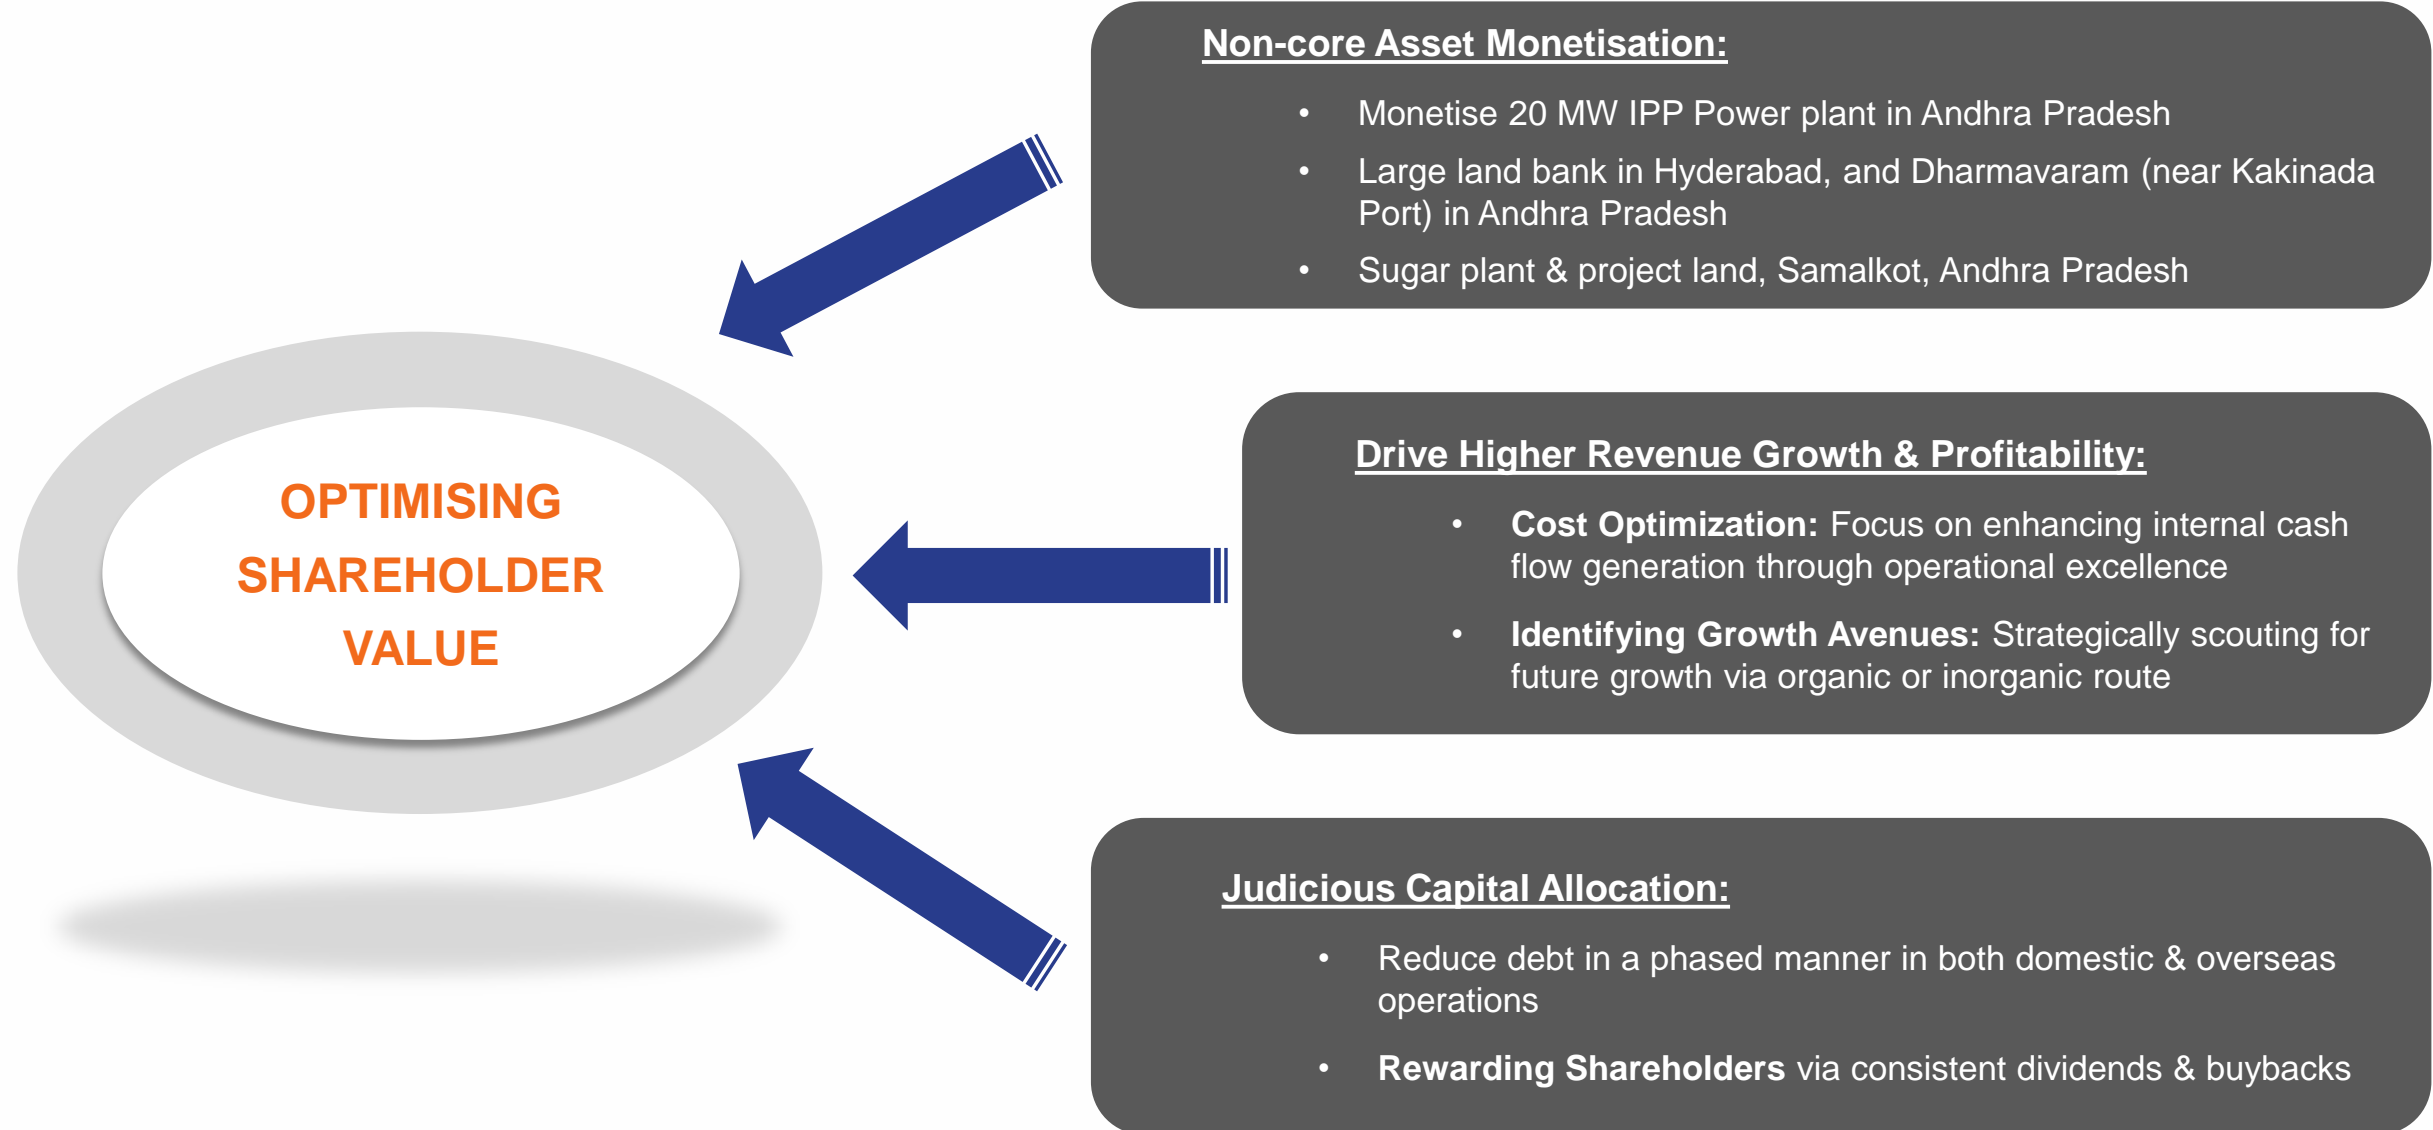 Non-core Asset Monetisation:
• Monetise 20 MW IPP Power plant in Andhra Pradesh
• Large land bank in Hyderabad, and Dharmavaram (near Kakinada
Port) in Andhra Pradesh
• Sugar plant & project land, Samalkot, Andhra Pradesh
OPTIMISING
SHAREHOLDER
VALUE
Drive Higher Revenue Growth & Profitability:
• Cost Optimization: Focus on enhancing internal cash
flow generation through operational excellence
• Identifying Growth Avenues: Strategically scouting for
future growth via organic or inorganic route
Judicious Capital Allocation:
• Reduce debt in a phased manner in both domestic & overseas
operations
• Rewarding Shareholders via consistent dividends & buybacks